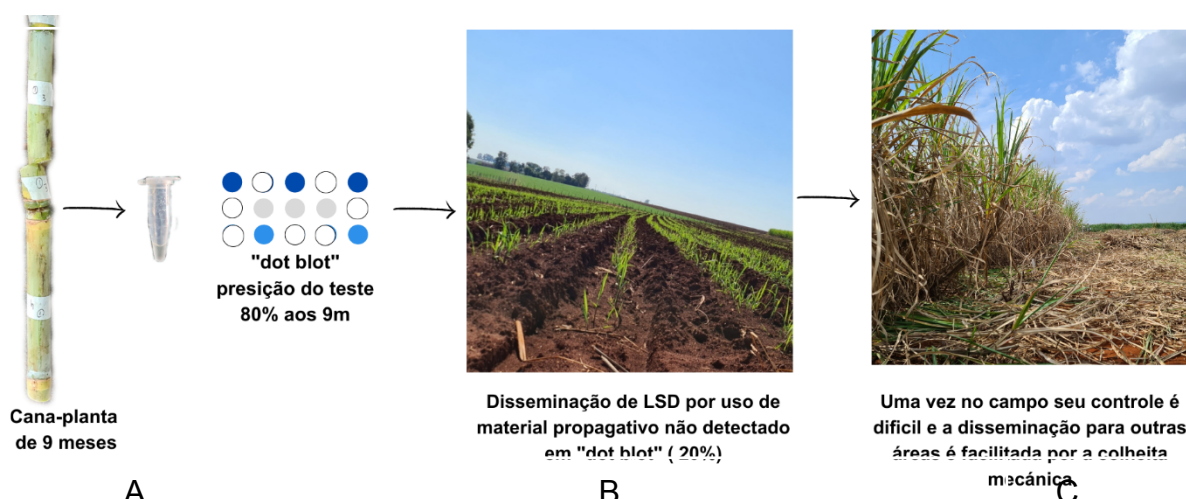 "dot blot"
presição do teste
80% aos 9m
Cana-planta
de 9 meses
Disseminação de LSD por uso de
material propagativo não detectado
em "dot blot" ( 20%)
Uma vez no campo seu controle é
dificil e a disseminação para outras
áreas é facilitada por a colheita
mecánica
A
B
C